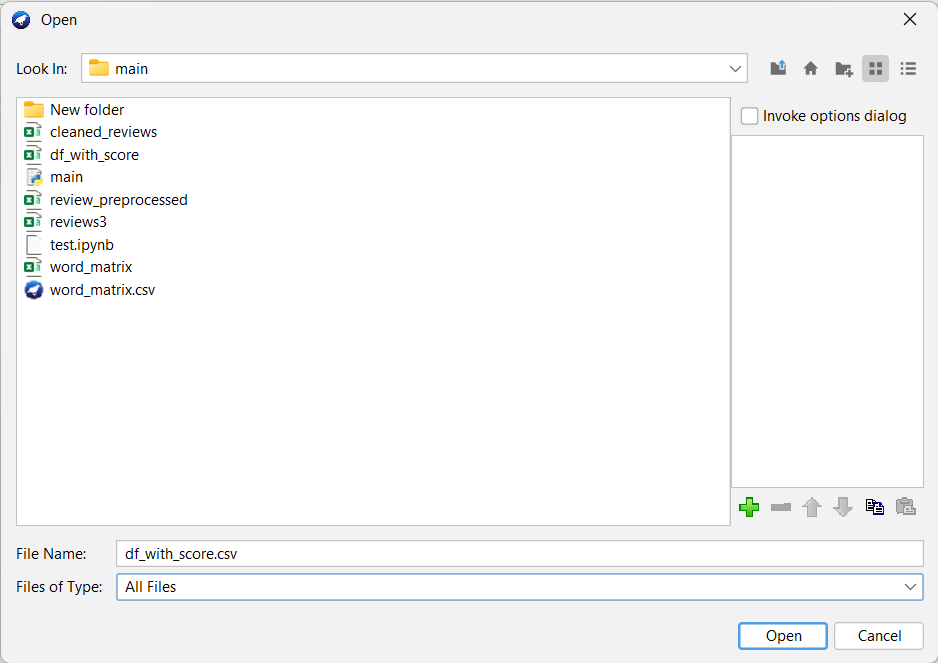 Open
Look In: main
Invoke options dialog
New folder
cleaned_reviews
df_with_score
main
review_preprocessed
reviews3
test.ipynb
word_matrix
word_matrix.csv
File Name: df_with_score.csv
Files of Type: All Files
Open Cancel